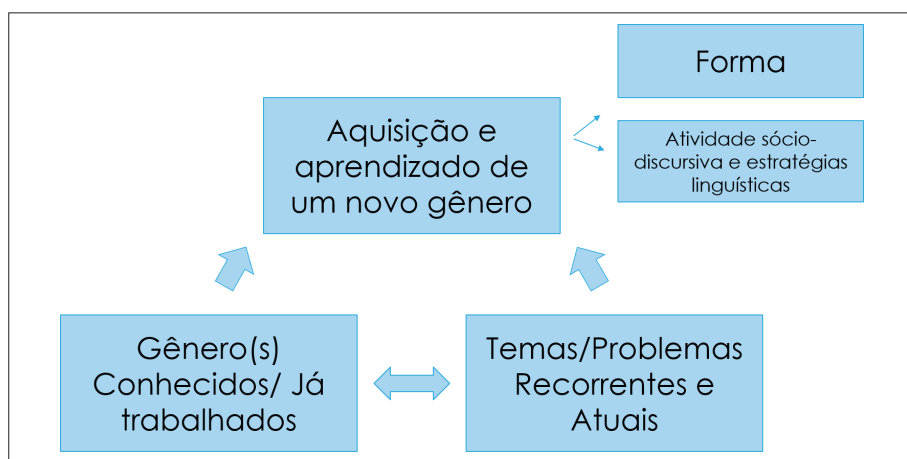 Forma
Aquisição e
aprendizado de
um novo gênero
Atividade sócio-
discursiva e estratégias
linguísticas
Gênero(s)
Conhecidos/ Já
trabalhados
Temas/Problemas
Recorrentes e
Atuais